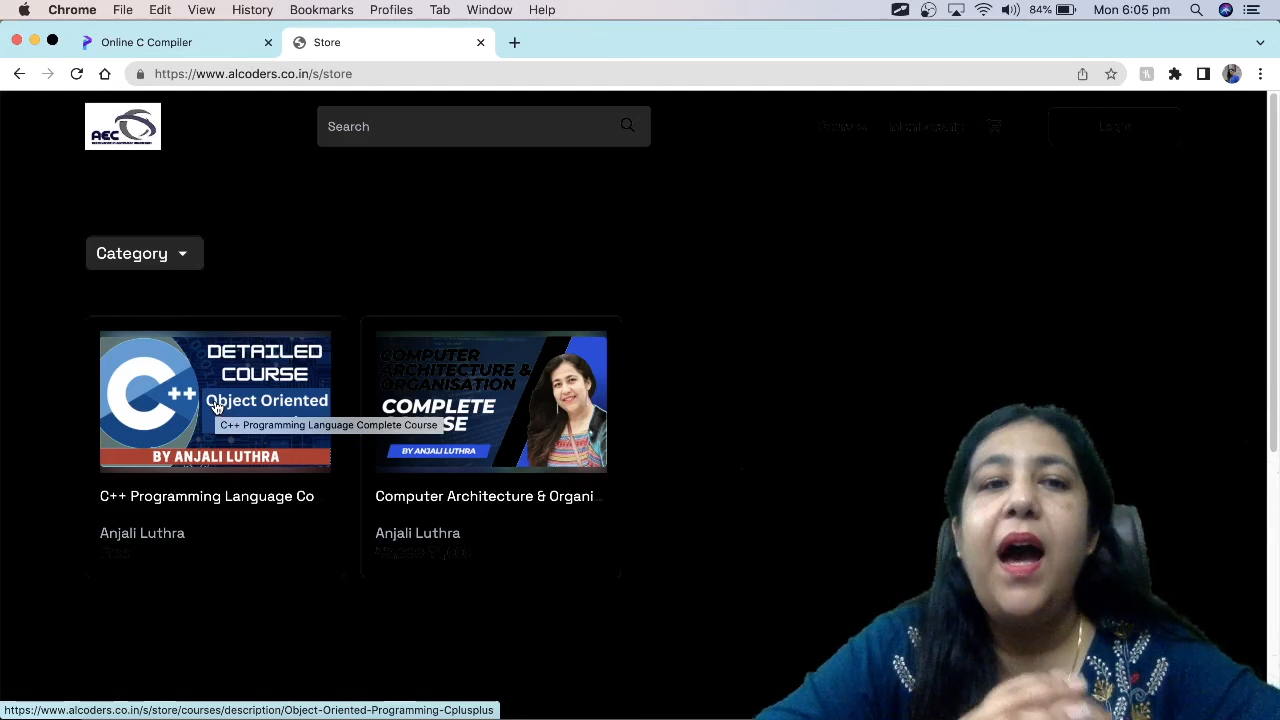 Chrome File Edit View History Bookmarks Profiles Tab Window Help 84% Mon 6:05 pm
Online C Compiler Store
https://www.alcoders.co.in/s/store
AEC
Search
Login
Category
C++
DETAILED
COURSE
Object Oriented
C++ Programming Language Complete Course
BY ANJALI LUTHRA
COMPUTER
ARCHITECTURE &
ORGANISATION
COMPLETE
SE
BY ANJALI LUTHRA
C++ Programming Language Co
Anjali Luthra
Free
Computer Architecture & Organi...
Anjali Luthra
https://www.alcoders.co.in/s/store/courses/description/Object-Oriented-Programming-Cplusplus